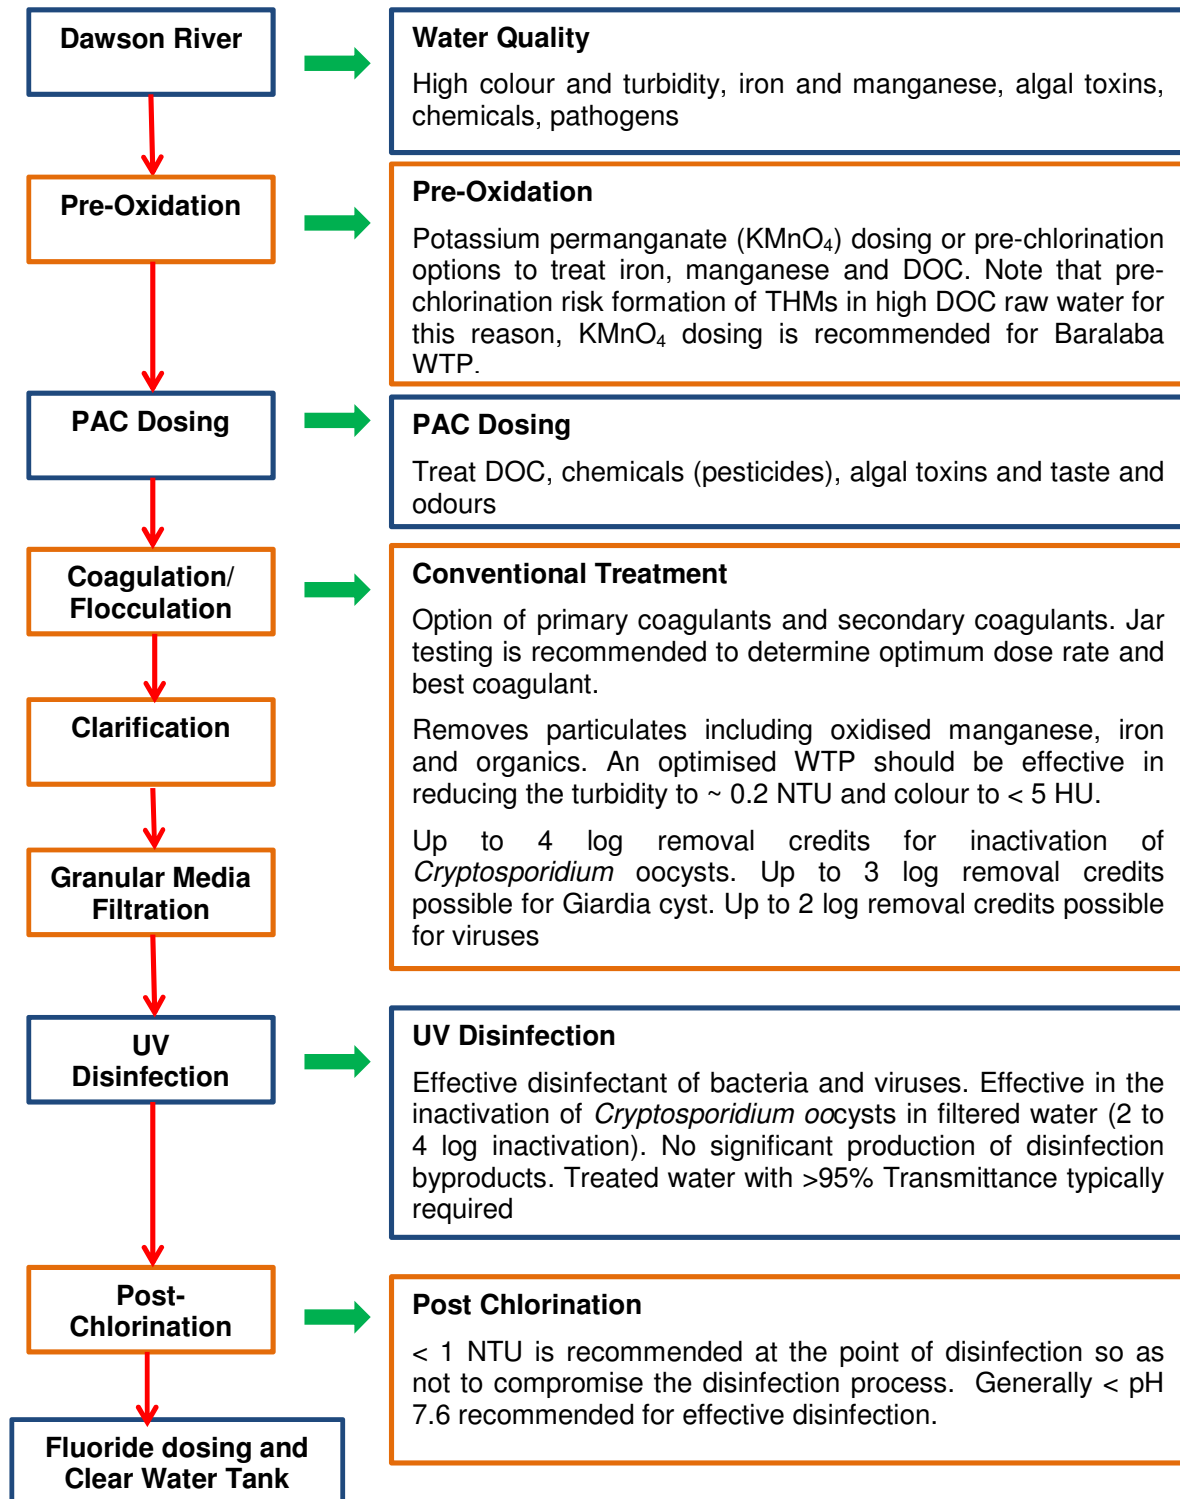 Dawson River
Water Quality
High colour and turbidity, iron and manganese, algal toxins,
chemicals, pathogens
Pre-Oxidation
Pre-Oxidation
Potassium permanganate (KMnO₄) dosing or pre-chlorination
options to treat iron, manganese and DOC. Note that pre-
chlorination risk formation of THMs in high DOC raw water for
this reason, KMnO₄ dosing is recommended for Baralaba
WTP.
PAC Dosing
PAC Dosing
Treat DOC, chemicals (pesticides), algal toxins and taste and
odours
Coagulation/
Flocculation
Clarification
Granular Media
Filtration
Conventional Treatment
Option of primary coagulants and secondary coagulants. Jar
testing is recommended to determine optimum dose rate and
best coagulant.
Removes particulates including oxidised manganese, iron
and organics. An optimised WTP should be effective in
reducing the turbidity to ~ 0.2 NTU and colour to < 5 HU.
Up to 4 log removal credits for inactivation of
Cryptosporidium oocysts. Up to 3 log removal credits
possible for Giardia cyst. Up to 2 log removal credits possible
for viruses
UV
Disinfection
UV Disinfection
Effective disinfectant of bacteria and viruses. Effective in the
inactivation of Cryptosporidium oocysts in filtered water (2 to
4 log inactivation). No significant production of disinfection
byproducts. Treated water with >95% Transmittance typically
required
Post-
Chlorination
Post Chlorination
< 1 NTU is recommended at the point of disinfection so as
not to compromise the disinfection process. Generally < pH
7.6 recommended for effective disinfection.
Fluoride dosing and
Clear Water Tank